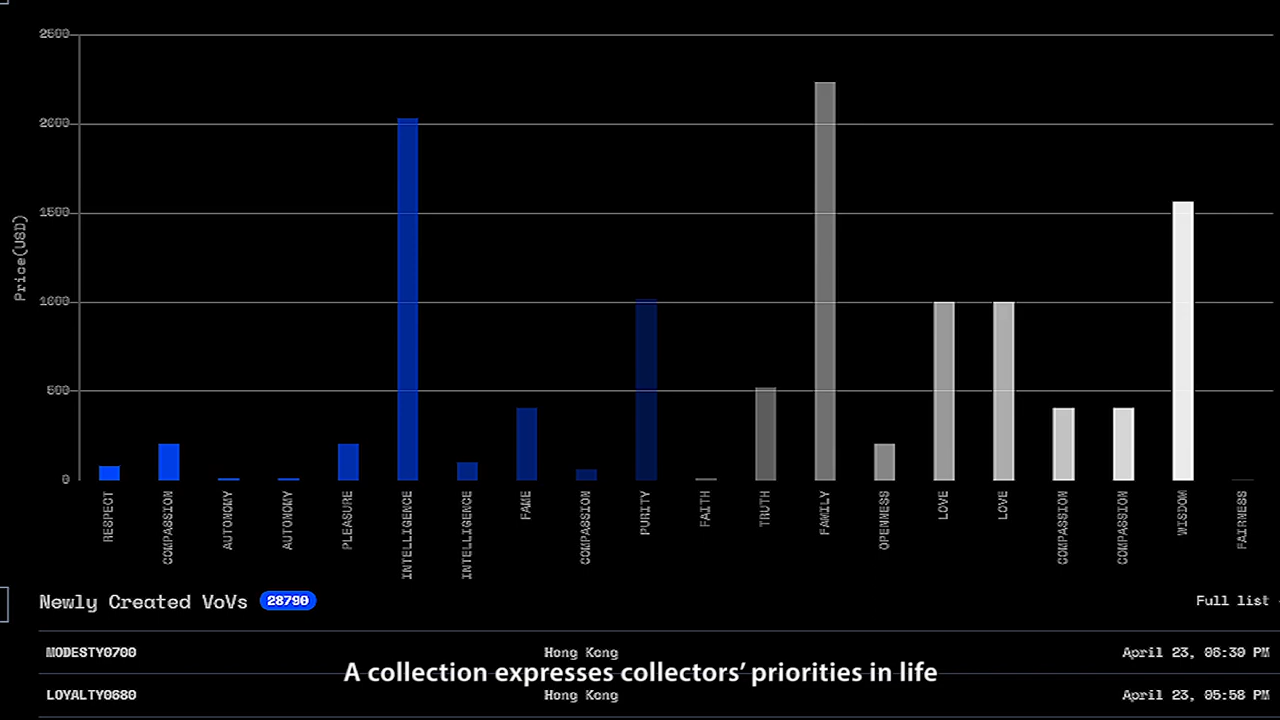 2500
2000
1500
1000
500
0
Price(USD)
RESPECT
COMPASSION
AUTONOMY
AUTONOMY
PLEASURE
INTELLIGENCE
INTELLIGENCE
FAME
COMPASSION
PURITY
FAITH
TRUTH
FAMILY
OPENNESS
LOVE
LOVE
COMPASSION
COMPASSION
WISDOM
FAIRNESS
Newly Created VoVs 28790 Full list
MODESTY0700 Hong Kong April 23, 06:30 PM
A collection expresses collectors’ priorities in life
LOYALTY0680 Hong Kong April 23, 05:58 PM